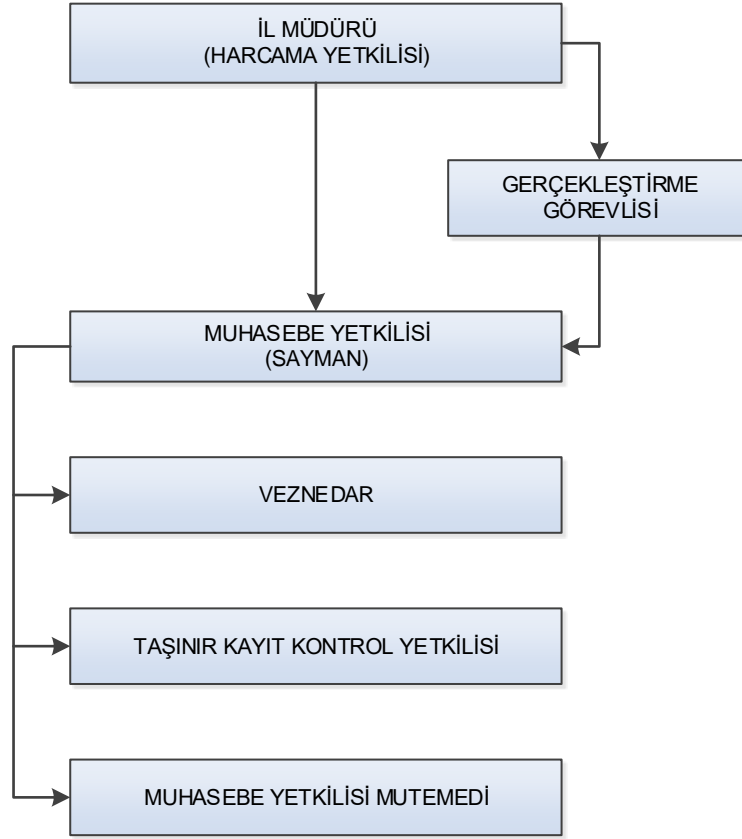 İL MÜDÜRÜ
(HARCAMA YETKİLİSİ)
GERÇEKLEŞTİRME
GÖREVLİSİ
MUHASEBE YETKİLİSİ
(SAYMAN)
VEZNEDAR
TAŞINIR KAYIT KONTROL YETKİLİSİ
MUHASEBE YETKİLİSİ MUTEMEDİ